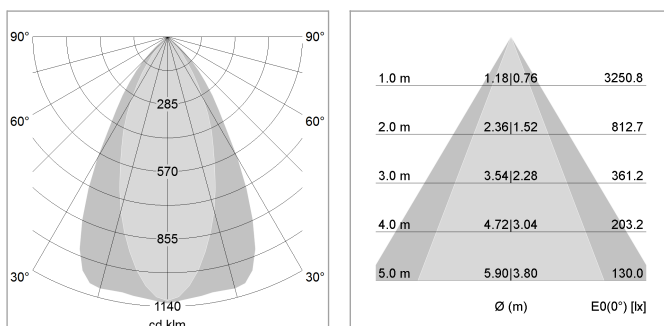 90° 90°
285
60° 60°
570
855
30° 30°
1140
cd klm
1.0 m 1.18|0.76 3250.8
2.0 m 2.36|1.52 812.7
3.0 m 3.54|2.28 361.2
4.0 m 4.72|3.04 203.2
5.0 m 5.90|3.80 130.0
Ø (m) E0(0°) [lx]